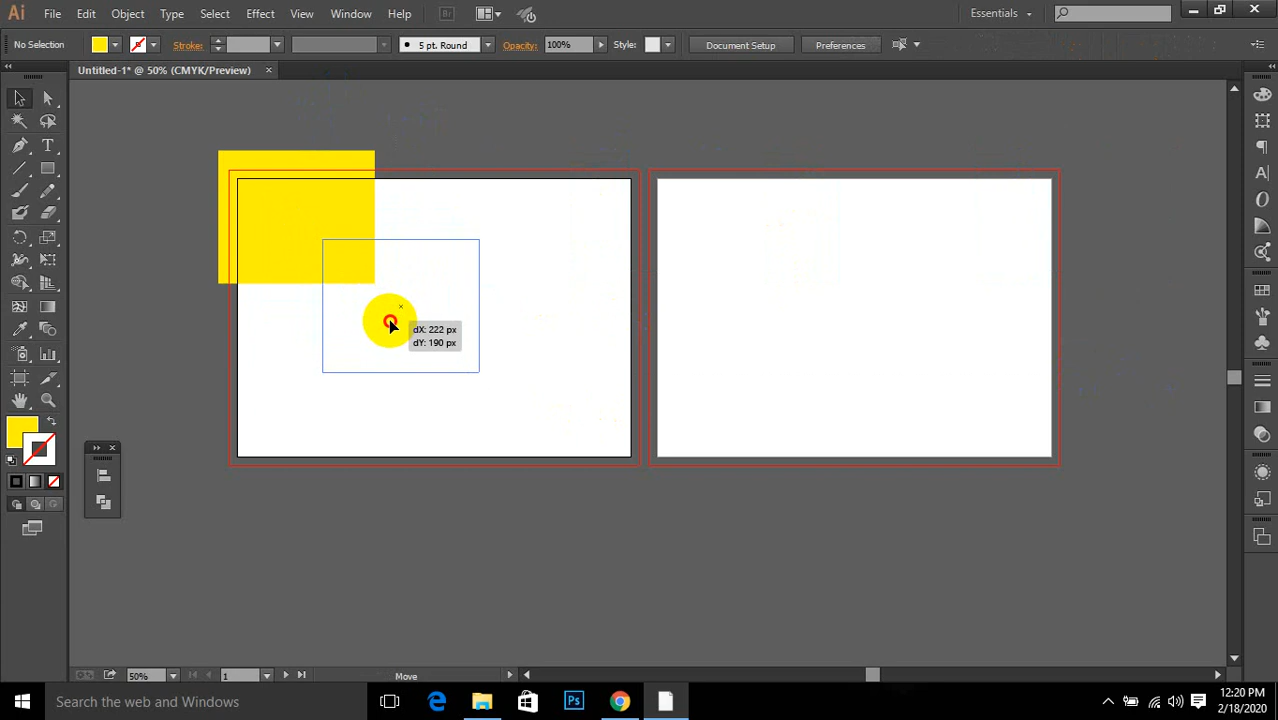 Ai File Edit Object Type Select Effect View Window Help Br Essentials
No Selection Stroke: 5 pt. Round Opacity: 100% Style: Document Setup Preferences
Untitled-1* @ 50% (CMYK/Preview) ×
dX: 222 px
dY: 190 px
50% 1 Move
Search the web and Windows Ps 12:20 PM
2/18/2020